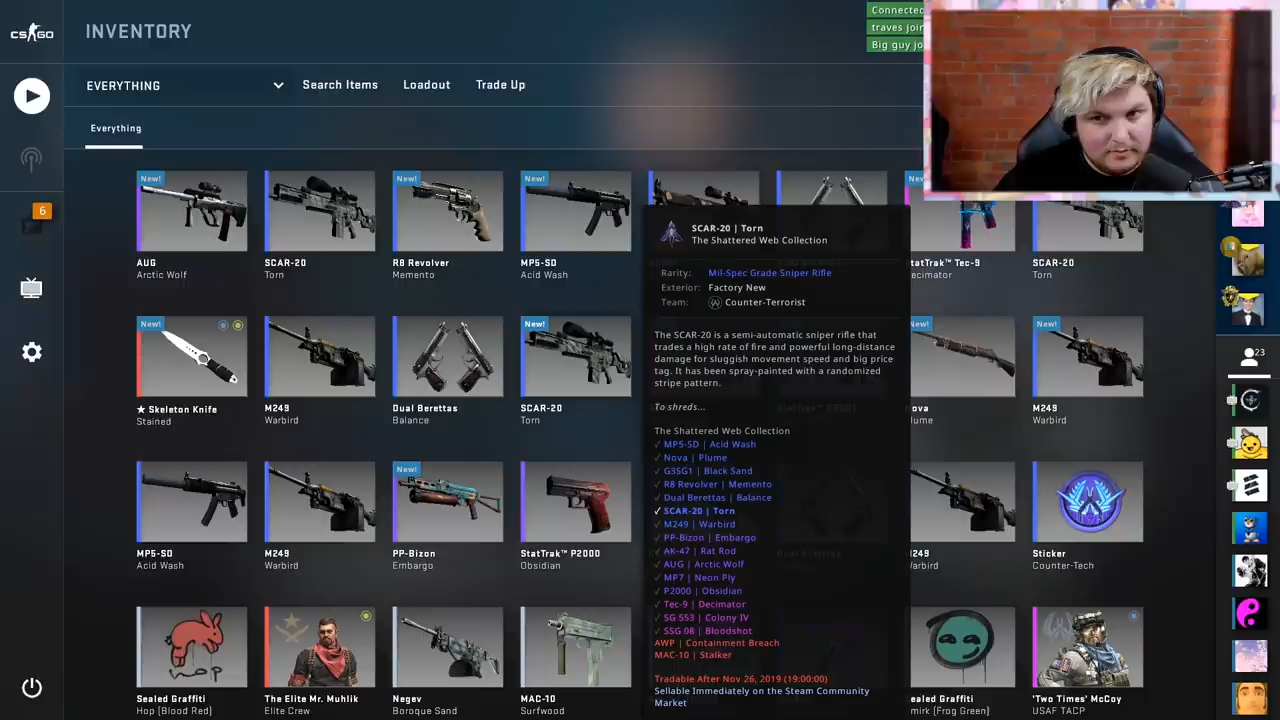 CS:GO
INVENTORY
Connected
traves join
Big guy jo
EVERYTHING
Search Items
Loadout
Trade Up
Everything
New!
AUG
Arctic Wolf
SCAR-20
Torn
New!
R8 Revolver
Memento
New!
MP5-SD
Acid Wash
StatTrak™ Tec-9
Decimator
SCAR-20
Torn
6
New!
★ Skeleton Knife
Stained
M249
Warbird
Dual Berettas
Balance
New!
SCAR-20
Torn
New!
Nova
Plume
New!
M249
Warbird
23
MP5-SD
Acid Wash
M249
Warbird
New!
PP-Bizon
Embargo
StatTrak™ P2000
Obsidian
M249
Warbird
Sticker
Counter-Tech
Sealed Graffiti
Hop (Blood Red)
The Elite Mr. Muhlik
Elite Crew
Negev
Boroque Sand
MAC-10
Surfwood
Sealed Graffiti
Smirk (Frog Green)
'Two Times' McCoy
USAF TACP
SCAR-20 | Torn
The Shattered Web Collection
Rarity: Mil-Spec Grade Sniper Rifle
Exterior: Factory New
Team: Counter-Terrorist
The SCAR-20 is a semi-automatic sniper rifle that
trades a high rate of fire and powerful long-distance
damage for sluggish movement speed and big price
tag. It has been spray-painted with a randomized
stripe pattern.
To shreds...
The Shattered Web Collection
✓ MP5-SD | Acid Wash
✓ Nova | Plume
✓ G3SG1 | Black Sand
✓ R8 Revolver | Memento
✓ Dual Berettas | Balance
✓ SCAR-20 | Torn
✓ M249 | Warbird
✓ PP-Bizon | Embargo
✓ AK-47 | Rat Rod
✓ AUG | Arctic Wolf
✓ MP7 | Neon Ply
✓ P2000 | Obsidian
✓ Tec-9 | Decimator
✓ SG 553 | Colony IV
✓ SSG 08 | Bloodshot
AWP | Containment Breach
MAC-10 | Stalker
Tradable After Nov 26, 2019 (19:00:00)
Sellable Immediately on the Steam Community
Market